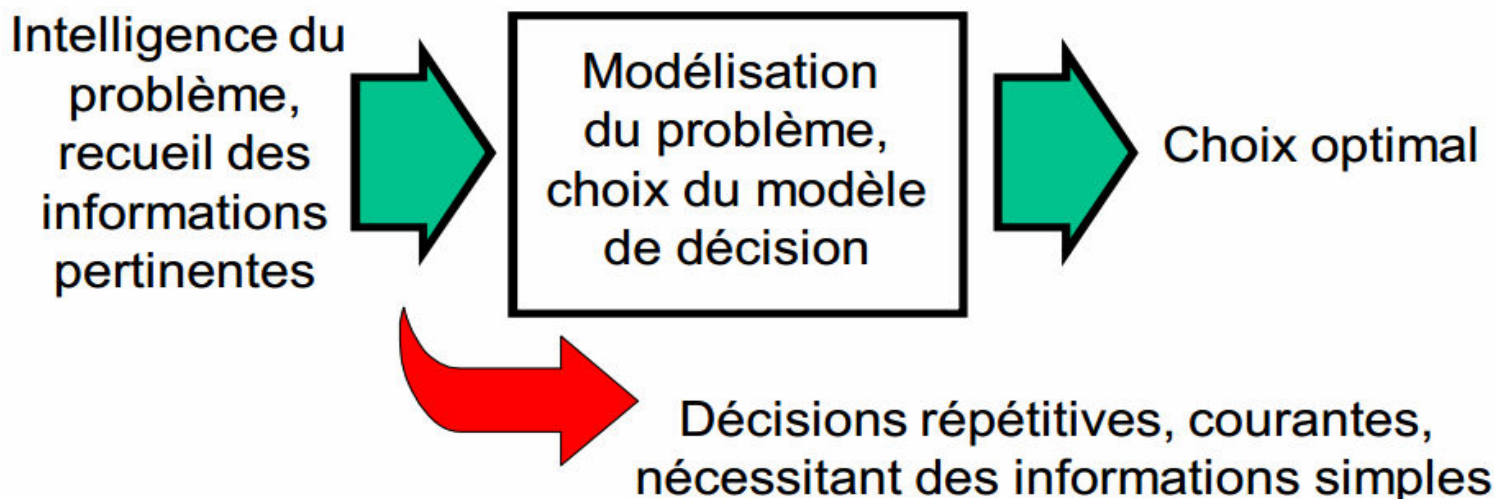 Intelligence du
problème,
recueil des
informations
pertinentes
Modélisation
du problème,
choix du modèle
de décision
Choix optimal
Décisions répétitives, courantes,
nécessitant des informations simples